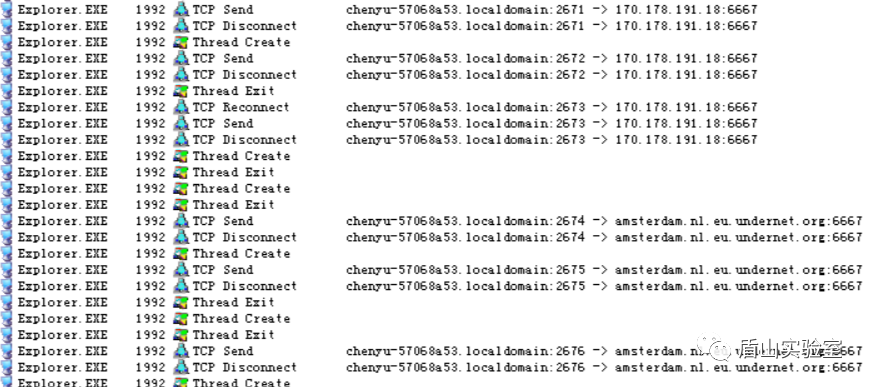 Explorer.EXE 1992 TCP Send chenyu-57068a53.localdomain:2671 -> 170.178.191.18:6667
Explorer.EXE 1992 TCP Disconnect chenyu-57068a53.localdomain:2671 -> 170.178.191.18:6667
Explorer.EXE 1992 Thread Create
Explorer.EXE 1992 TCP Send chenyu-57068a53.localdomain:2672 -> 170.178.191.18:6667
Explorer.EXE 1992 TCP Disconnect chenyu-57068a53.localdomain:2672 -> 170.178.191.18:6667
Explorer.EXE 1992 Thread Exit
Explorer.EXE 1992 TCP Reconnect chenyu-57068a53.localdomain:2673 -> 170.178.191.18:6667
Explorer.EXE 1992 TCP Send chenyu-57068a53.localdomain:2673 -> 170.178.191.18:6667
Explorer.EXE 1992 TCP Disconnect chenyu-57068a53.localdomain:2673 -> 170.178.191.18:6667
Explorer.EXE 1992 Thread Create
Explorer.EXE 1992 Thread Exit
Explorer.EXE 1992 Thread Create
Explorer.EXE 1992 Thread Exit
Explorer.EXE 1992 TCP Send chenyu-57068a53.localdomain:2674 -> amsterdam.nl.eu.undernet.org:6667
Explorer.EXE 1992 TCP Disconnect chenyu-57068a53.localdomain:2674 -> amsterdam.nl.eu.undernet.org:6667
Explorer.EXE 1992 Thread Create
Explorer.EXE 1992 TCP Send chenyu-57068a53.localdomain:2675 -> amsterdam.nl.eu.undernet.org:6667
Explorer.EXE 1992 TCP Disconnect chenyu-57068a53.localdomain:2675 -> amsterdam.nl.eu.undernet.org:6667
Explorer.EXE 1992 Thread Exit
Explorer.EXE 1992 Thread Create
Explorer.EXE 1992 Thread Exit
Explorer.EXE 1992 TCP Send chenyu-57068a53.localdomain:2676 -> amsterdam.nl.eu.undernet.org:6667
Explorer.EXE 1992 TCP Disconnect chenyu-57068a53.localdomain:2676 -> amsterdam.nl.eu.undernet.org:6667
Explorer.EXE 1992 Thread Create
盾山实验室